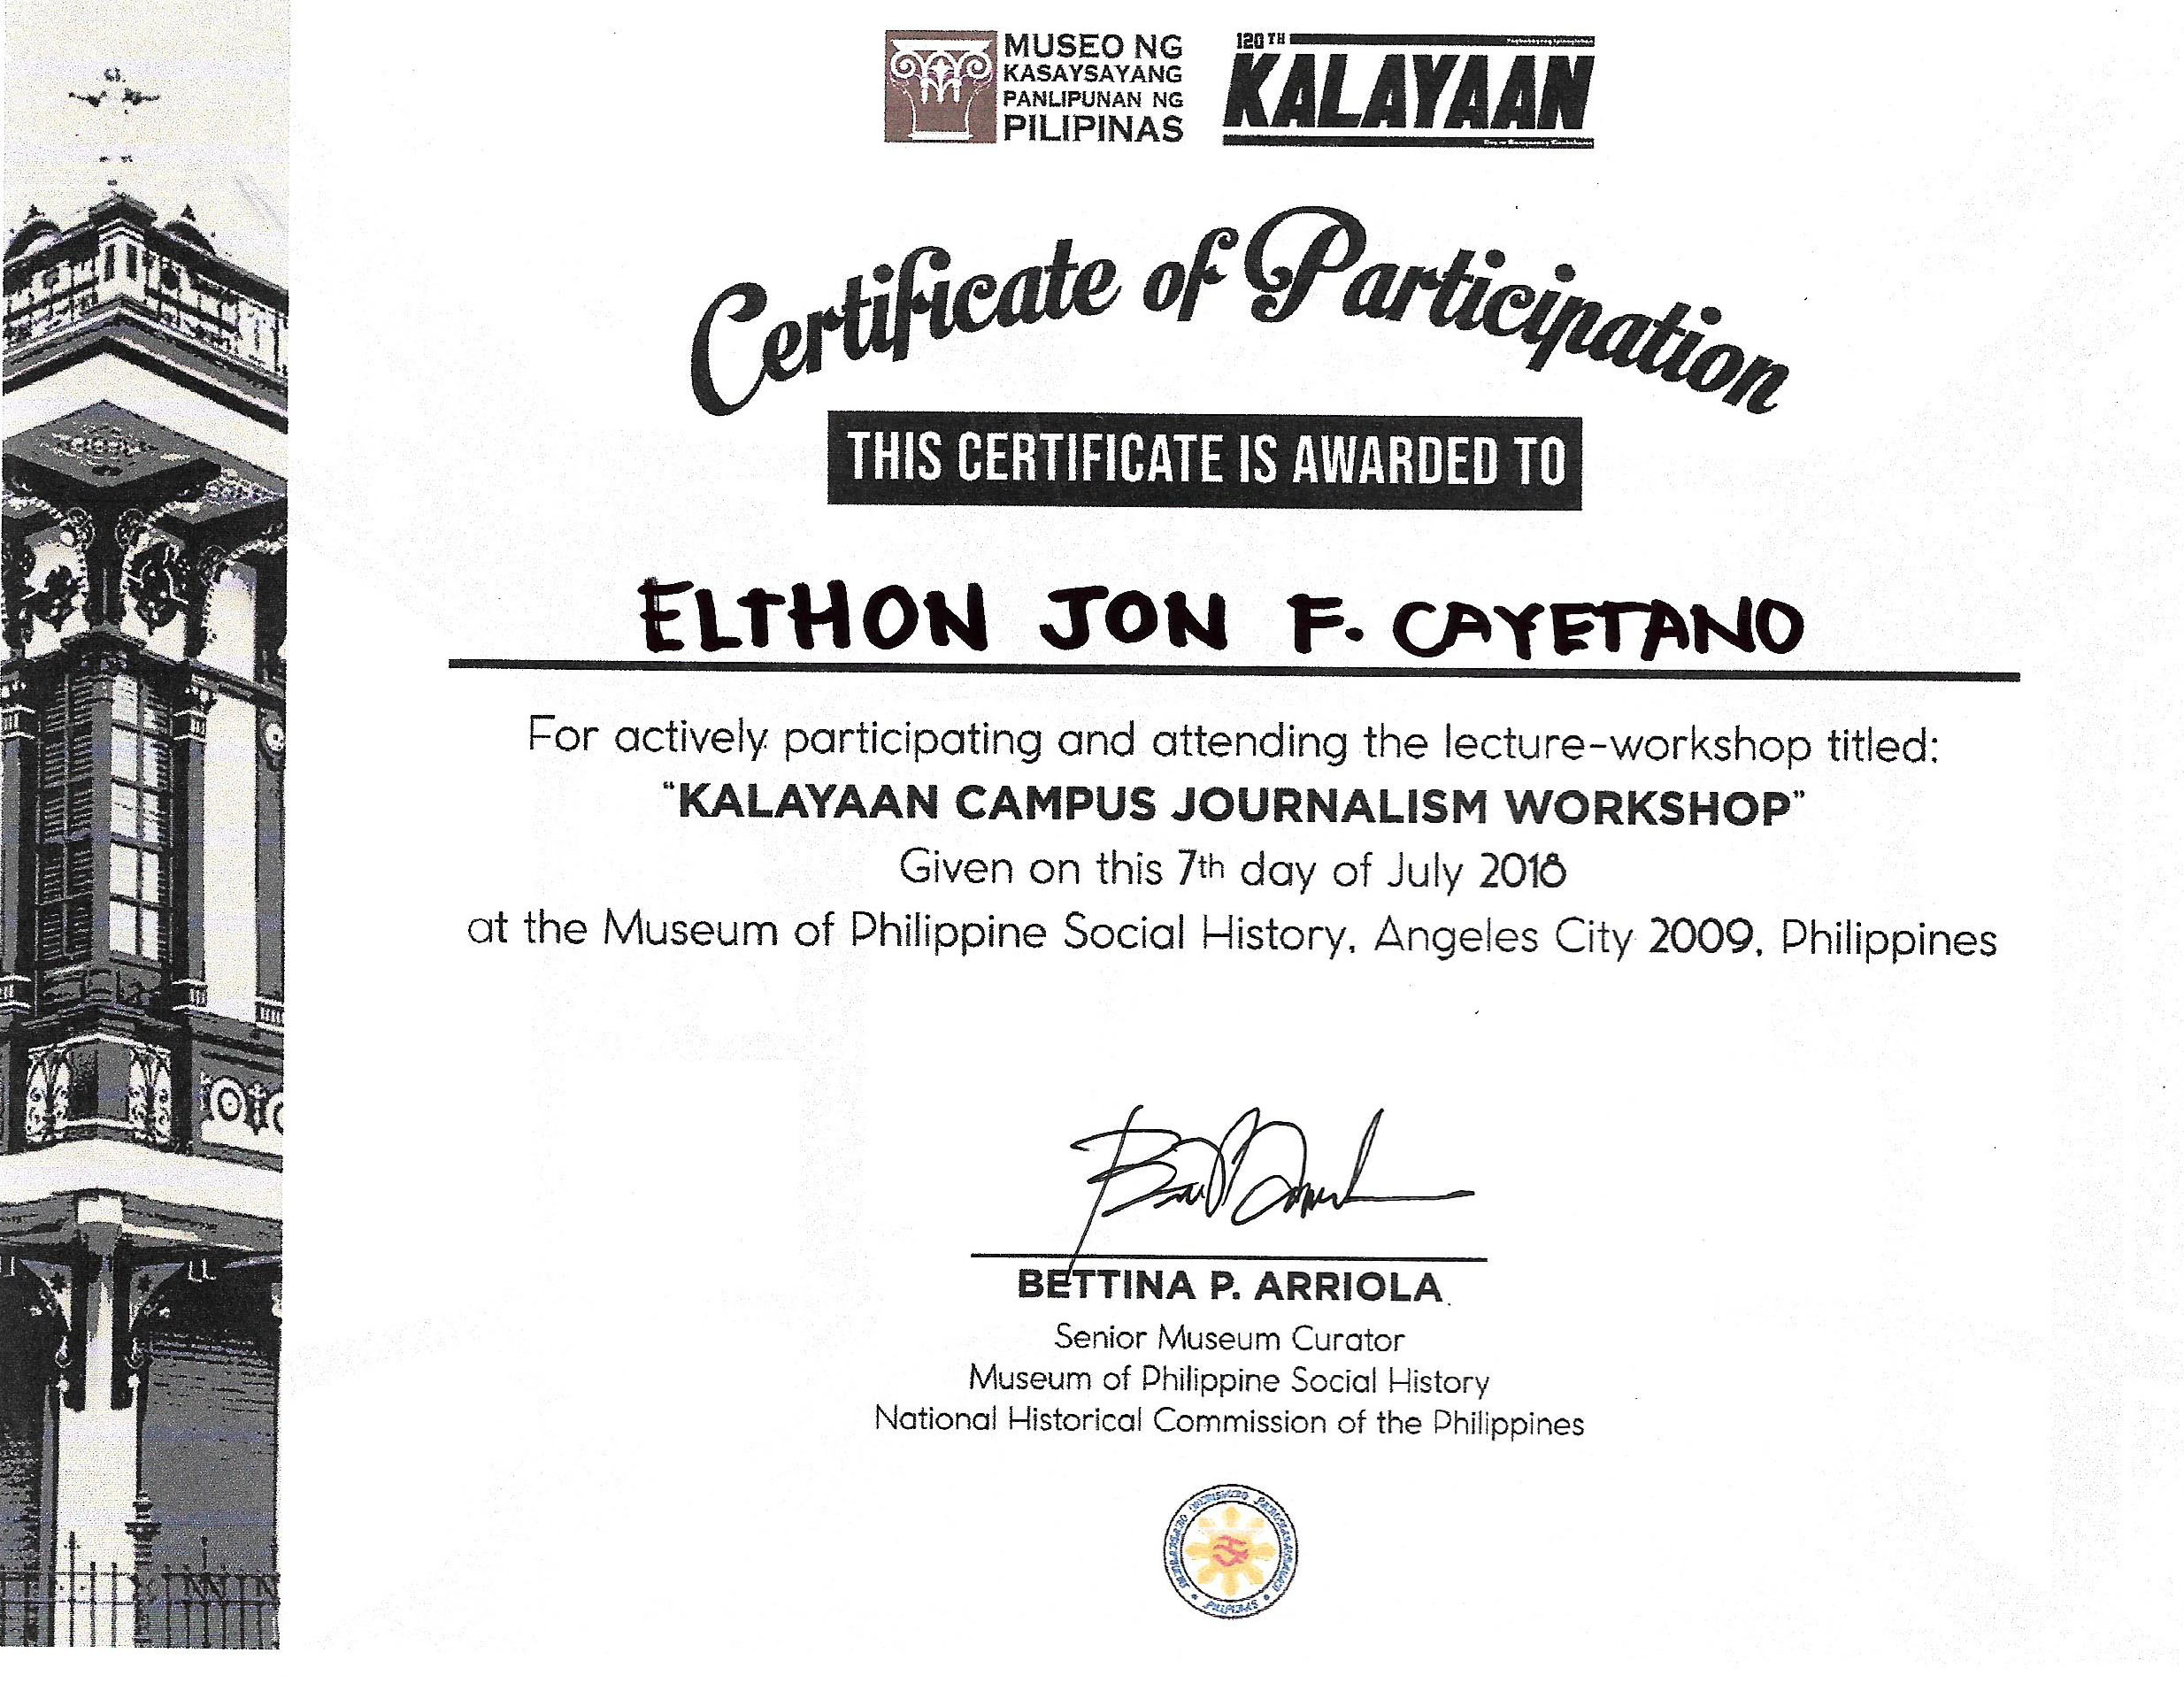 MUSEO NG
KASAYSAYANG
PANLIPUNAN NG
PILIPINAS
120TH
KALAYAAN
Certificate of Participation
THIS CERTIFICATE IS AWARDED TO
ELTHON JON F. CAYETANO
For actively participating and attending the lecture-workshop titled:
"KALAYAAN CAMPUS JOURNALISM WORKSHOP"
Given on this 7th day of July 2018
at the Museum of Philippine Social History, Angeles City 2009, Philippines
BETTINA P. ARRIOLA
Senior Museum Curator
Museum of Philippine Social History
National Historical Commission of the Philippines